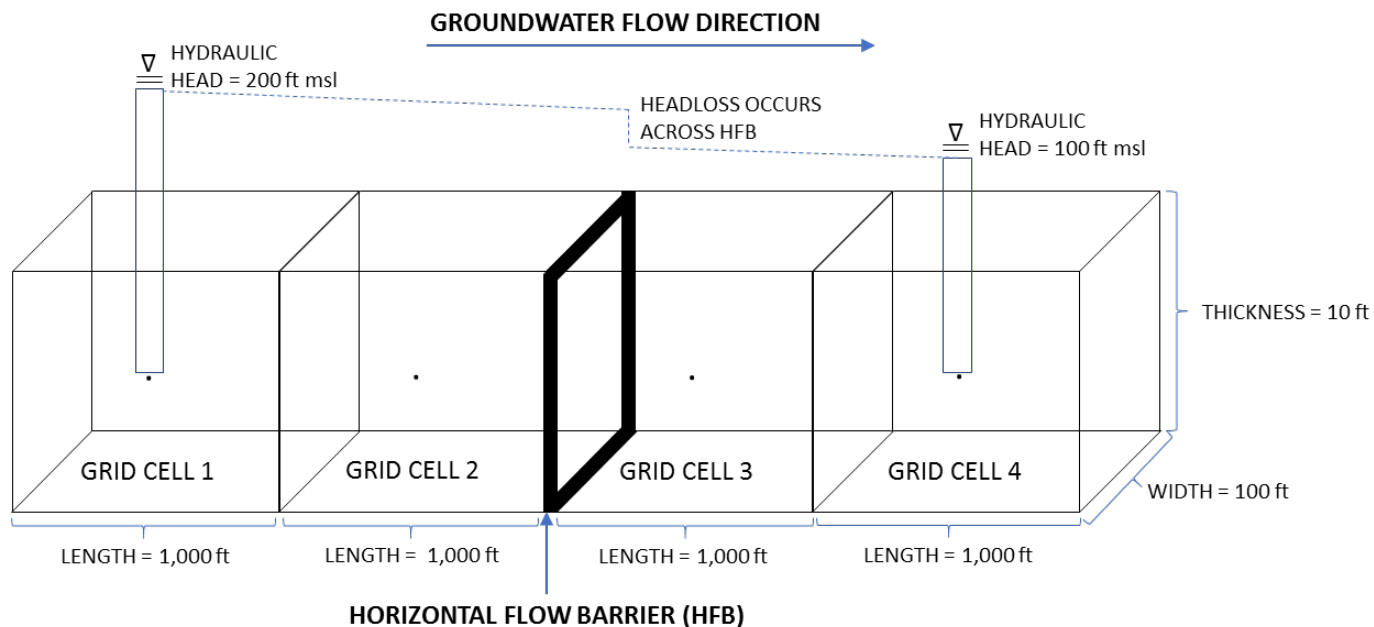 GROUNDWATER FLOW DIRECTION
HYDRAULIC
HEAD = 200 ft msl
HEADLOSS OCCURS
ACROSS HFB
HYDRAULIC
HEAD = 100 ft msl
THICKNESS = 10 ft
GRID CELL 1
GRID CELL 2
GRID CELL 3
GRID CELL 4
WIDTH = 100 ft
LENGTH = 1,000 ft
LENGTH = 1,000 ft
LENGTH = 1,000 ft
LENGTH = 1,000 ft
HORIZONTAL FLOW BARRIER (HFB)